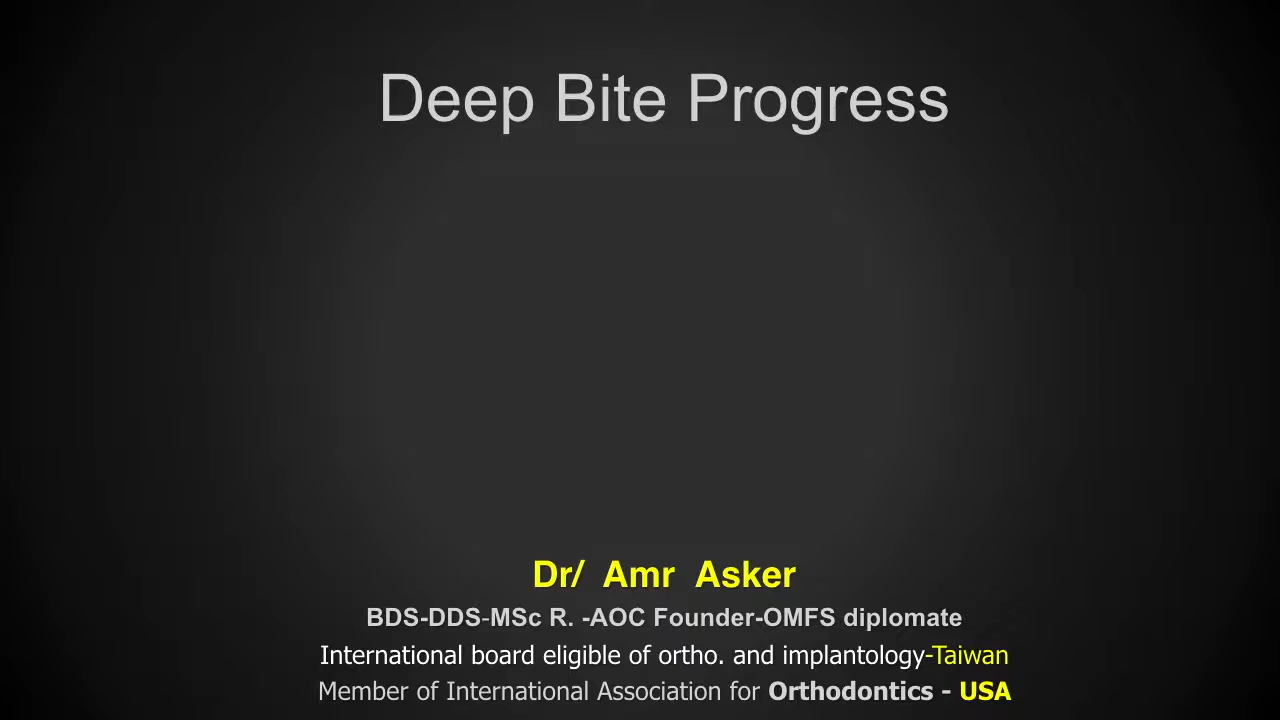 Deep Bite Progress
Dr/ Amr Asker
BDS-DDS-MSc R. -AOC Founder-OMFS diplomate
International board eligible of ortho. and implantology-Taiwan
Member of International Association for Orthodontics - USA